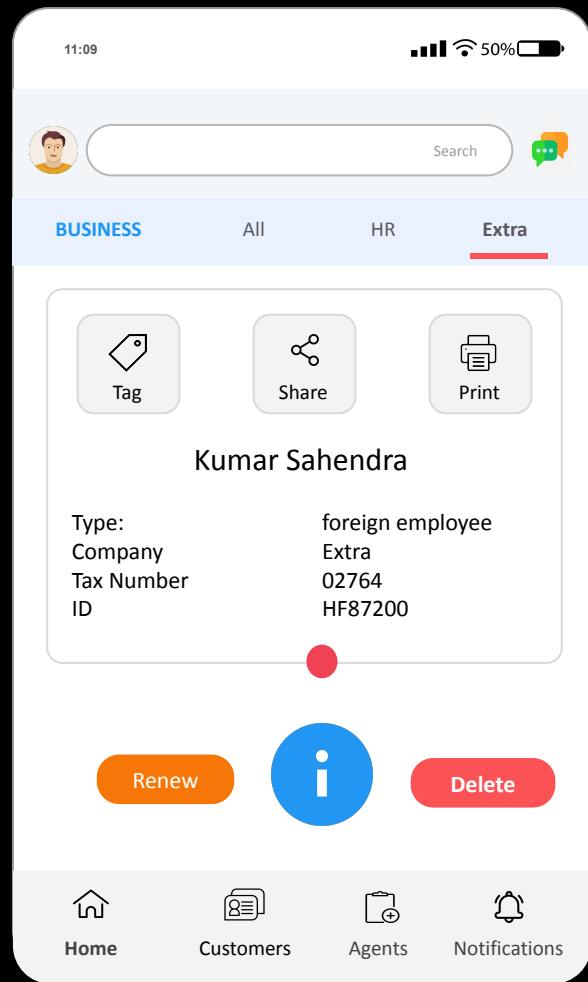 11:09
50%
Search
BUSINESS All HR Extra
Tag Share Print
Kumar Sahendra
Type: foreign employee
Company Extra
Tax Number 02764
ID HF87200
Renew i Delete
Home Customers Agents Notifications